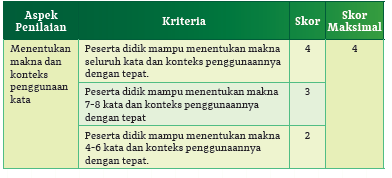 Aspek Penilaian | Kriteria | Skor | Skor Maksimal
Menentukan makna dan konteks penggunaan kata | Peserta didik mampu menentukan makna seluruh kata dan konteks penggunaannya dengan tepat. | 4 | 4
Peserta didik mampu menentukan makna 7-8 kata dan konteks penggunaannya dengan tepat | 3
Peserta didik mampu menentukan makna 4-6 kata dan konteks penggunaannya dengan tepat. | 2